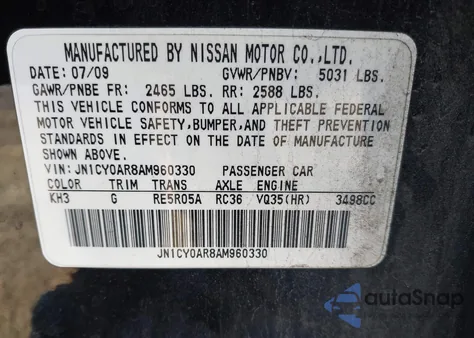 MANUFACTURED BY NISSAN MOTOR CO.,LTD.
DATE: 07/09 GVWR/PNBV: 5031 LBS.
GAWR/PNBE FR: 2465 LBS. RR: 2588 LBS.
THIS VEHICLE CONFORMS TO ALL APPLICABLE FEDERAL
MOTOR VEHICLE SAFETY, BUMPER, AND THEFT PREVENTION
STANDARDS IN EFFECT ON THE DATE OF MANUFACTURE
SHOWN ABOVE.
VIN: JN1CY0AR8AM960330 PASSENGER CAR
COLOR TRIM TRANS AXLE ENGINE
KH3 G RE5R05A RC36 VQ35(HR) 3498CC
JN1CY0AR8AM960330
autoSnap